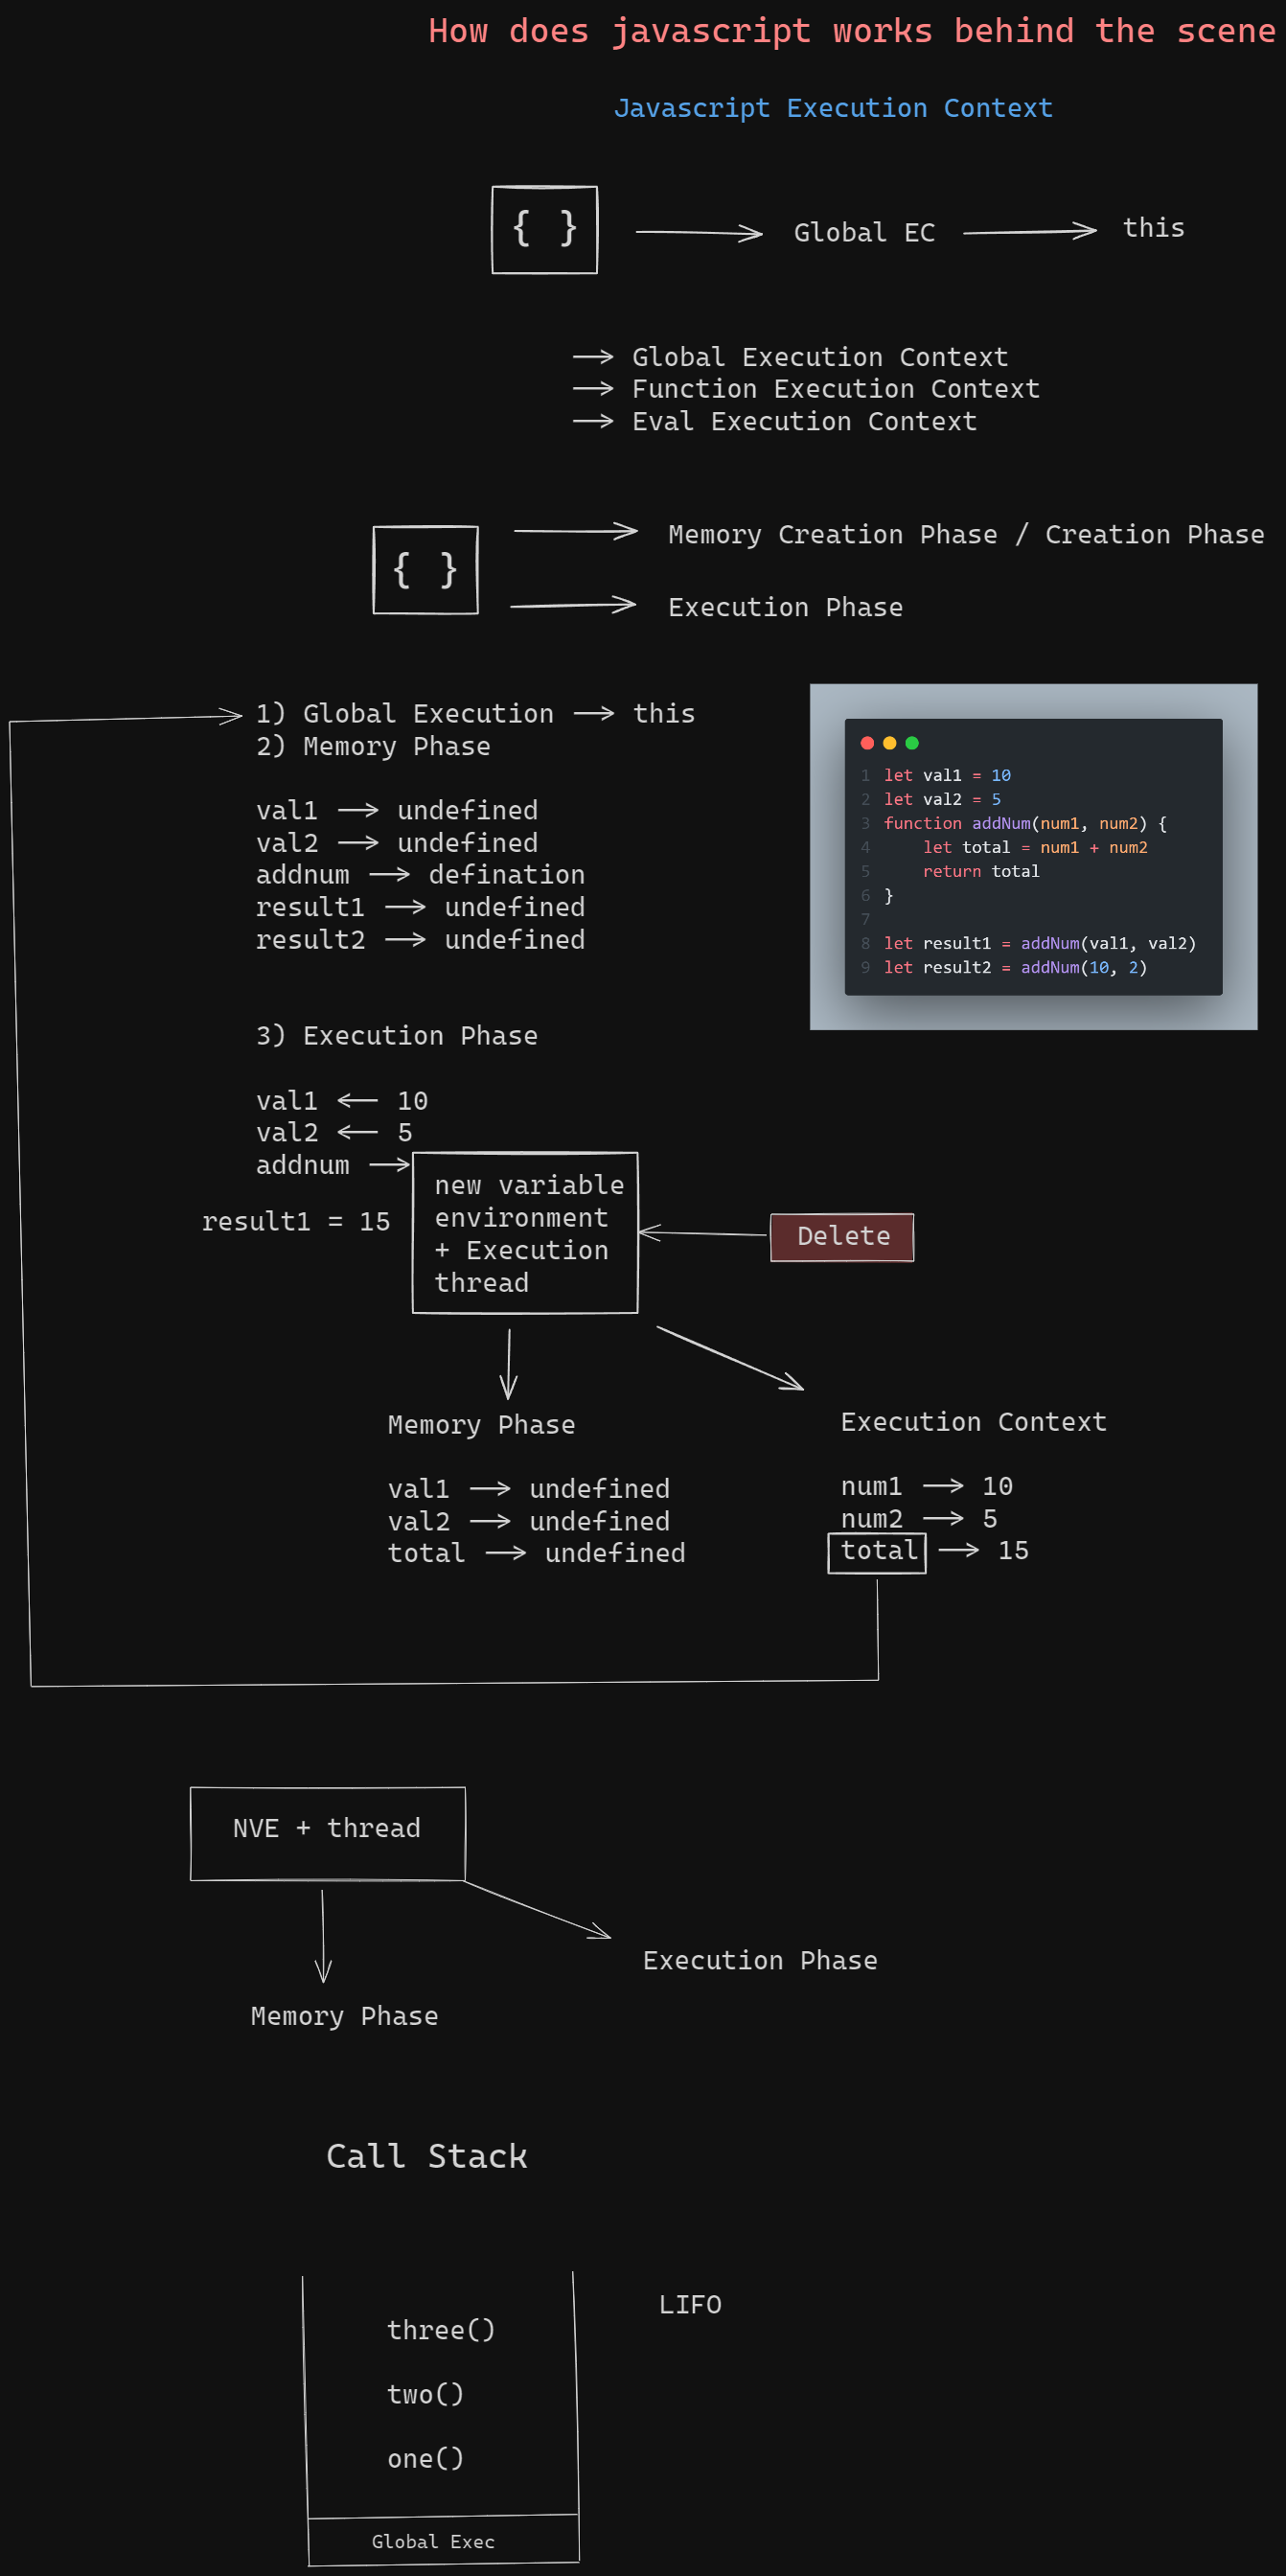 How does javascript works behind the scene
Javascript Execution Context
{ } ⟶ Global EC ⟶ this
⟶ Global Execution Context
⟶ Function Execution Context
⟶ Eval Execution Context
{ }
⟶ Memory Creation Phase / Creation Phase
⟶ Execution Phase
1) Global Execution ⟶ this
2) Memory Phase
val1 ⟶ undefined
val2 ⟶ undefined
addnum ⟶ defination
result1 ⟶ undefined
result2 ⟶ undefined
1 let val1 = 10
2 let val2 = 5
3 function addNum(num1, num2) {
4     let total = num1 + num2
5     return total
6 }
7
8 let result1 = addNum(val1, val2)
9 let result2 = addNum(10, 2)
3) Execution Phase
val1 ⟵ 10
val2 ⟵ 5
addnum ⟶
result1 = 15
new variable
environment
+ Execution
thread
Delete
Memory Phase
val1 ⟶ undefined
val2 ⟶ undefined
total ⟶ undefined
Execution Context
num1 ⟶ 10
num2 ⟶ 5
total ⟶ 15
NVE + thread
Execution Phase
Memory Phase
Call Stack
LIFO
three()
two()
one()
Global Exec